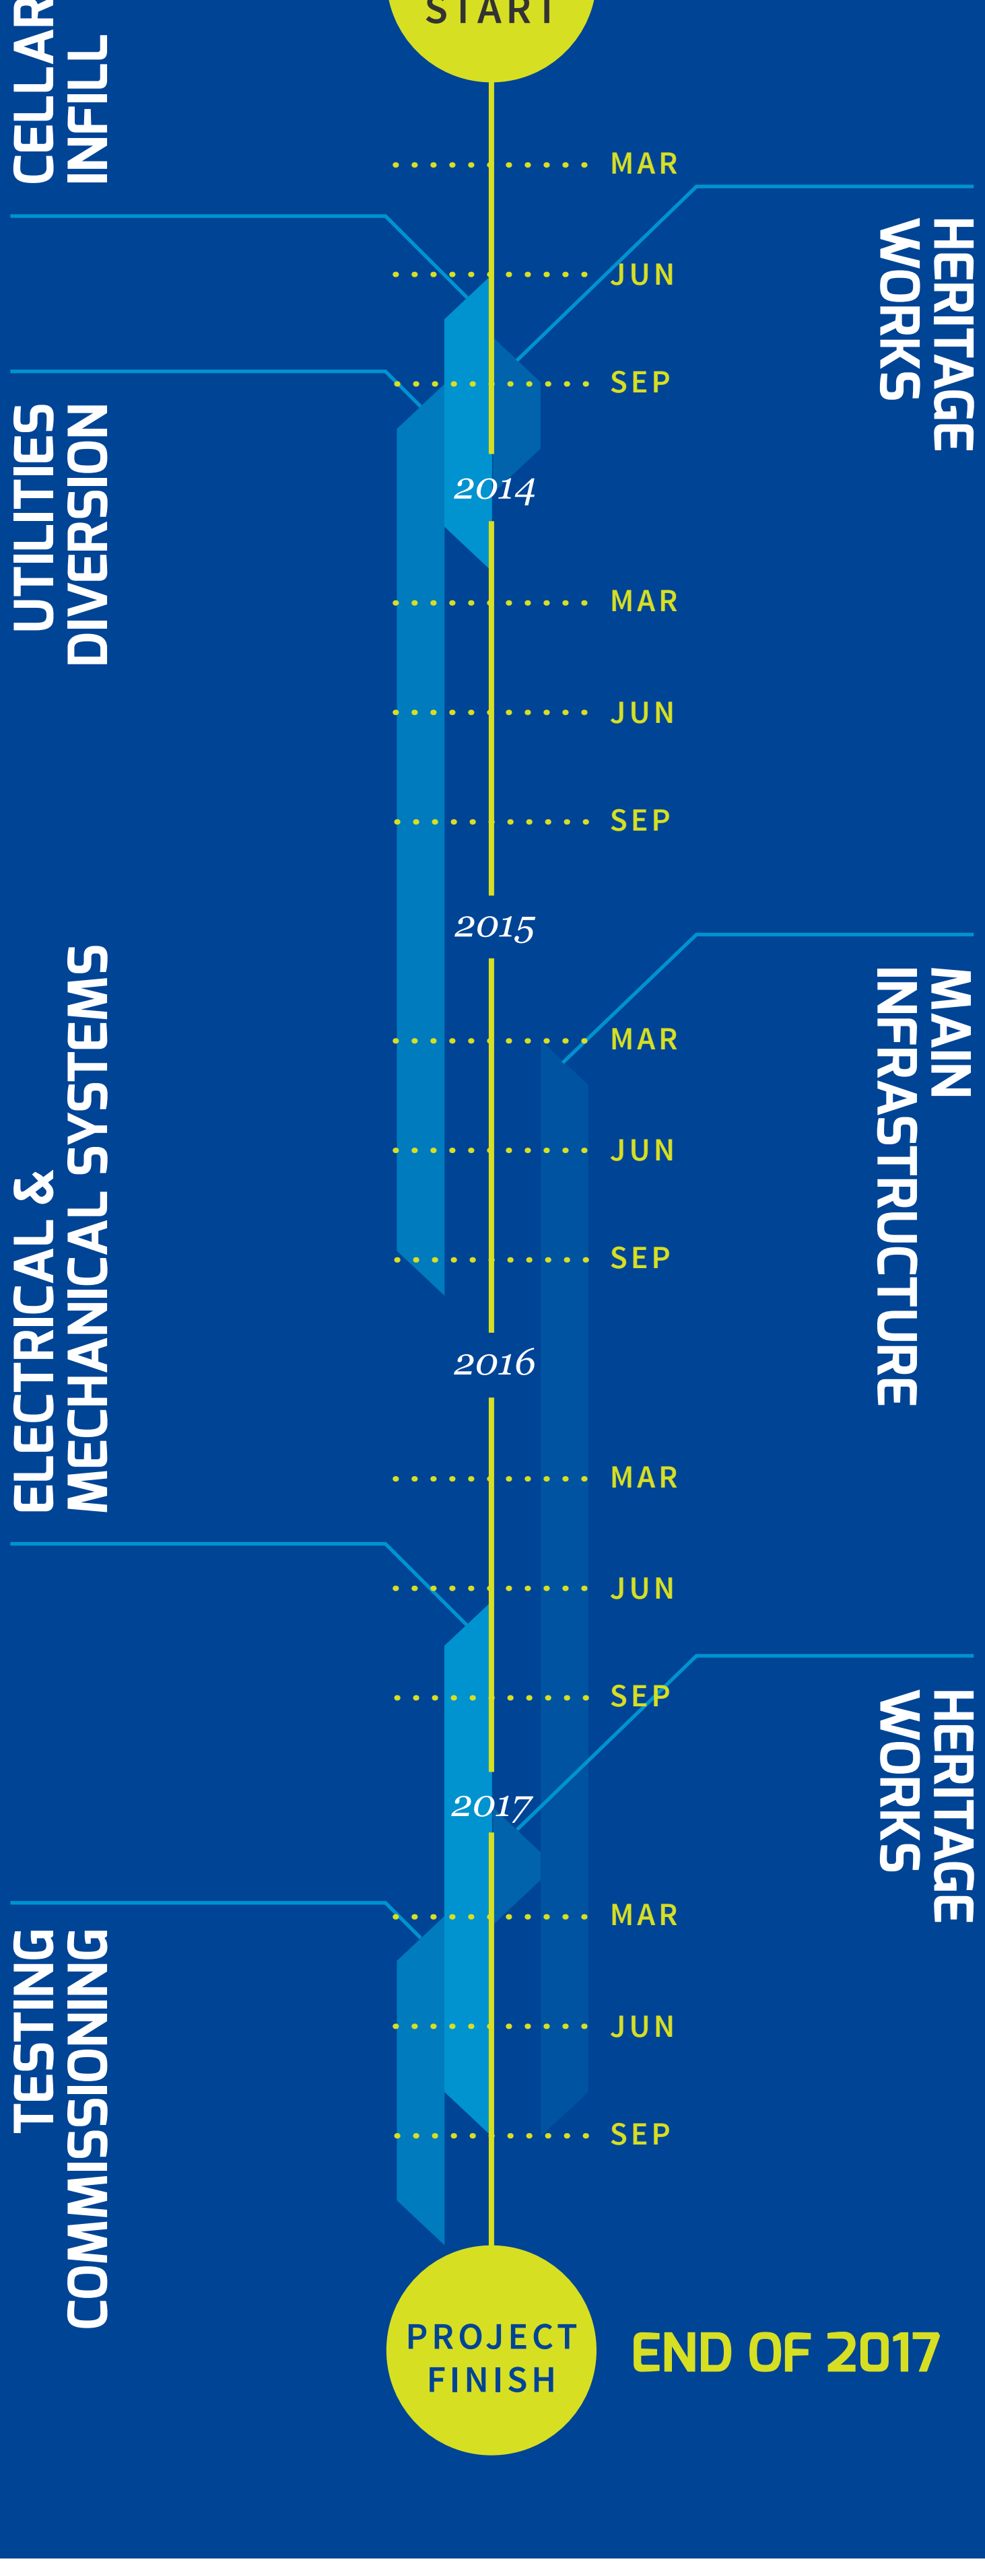 START
CELLAR
INFILL
MAR
HERITAGE
WORKS
JUN
SEP
UTILITIES
DIVERSION
2014
MAR
JUN
SEP
2015
ELECTRICAL &
MECHANICAL SYSTEMS
MAIN
INFRASTRUCTURE
MAR
JUN
SEP
2016
MAR
JUN
SEP
HERITAGE
WORKS
2017
MAR
TESTING
COMMISSIONING
JUN
SEP
PROJECT
FINISH
END OF 2017